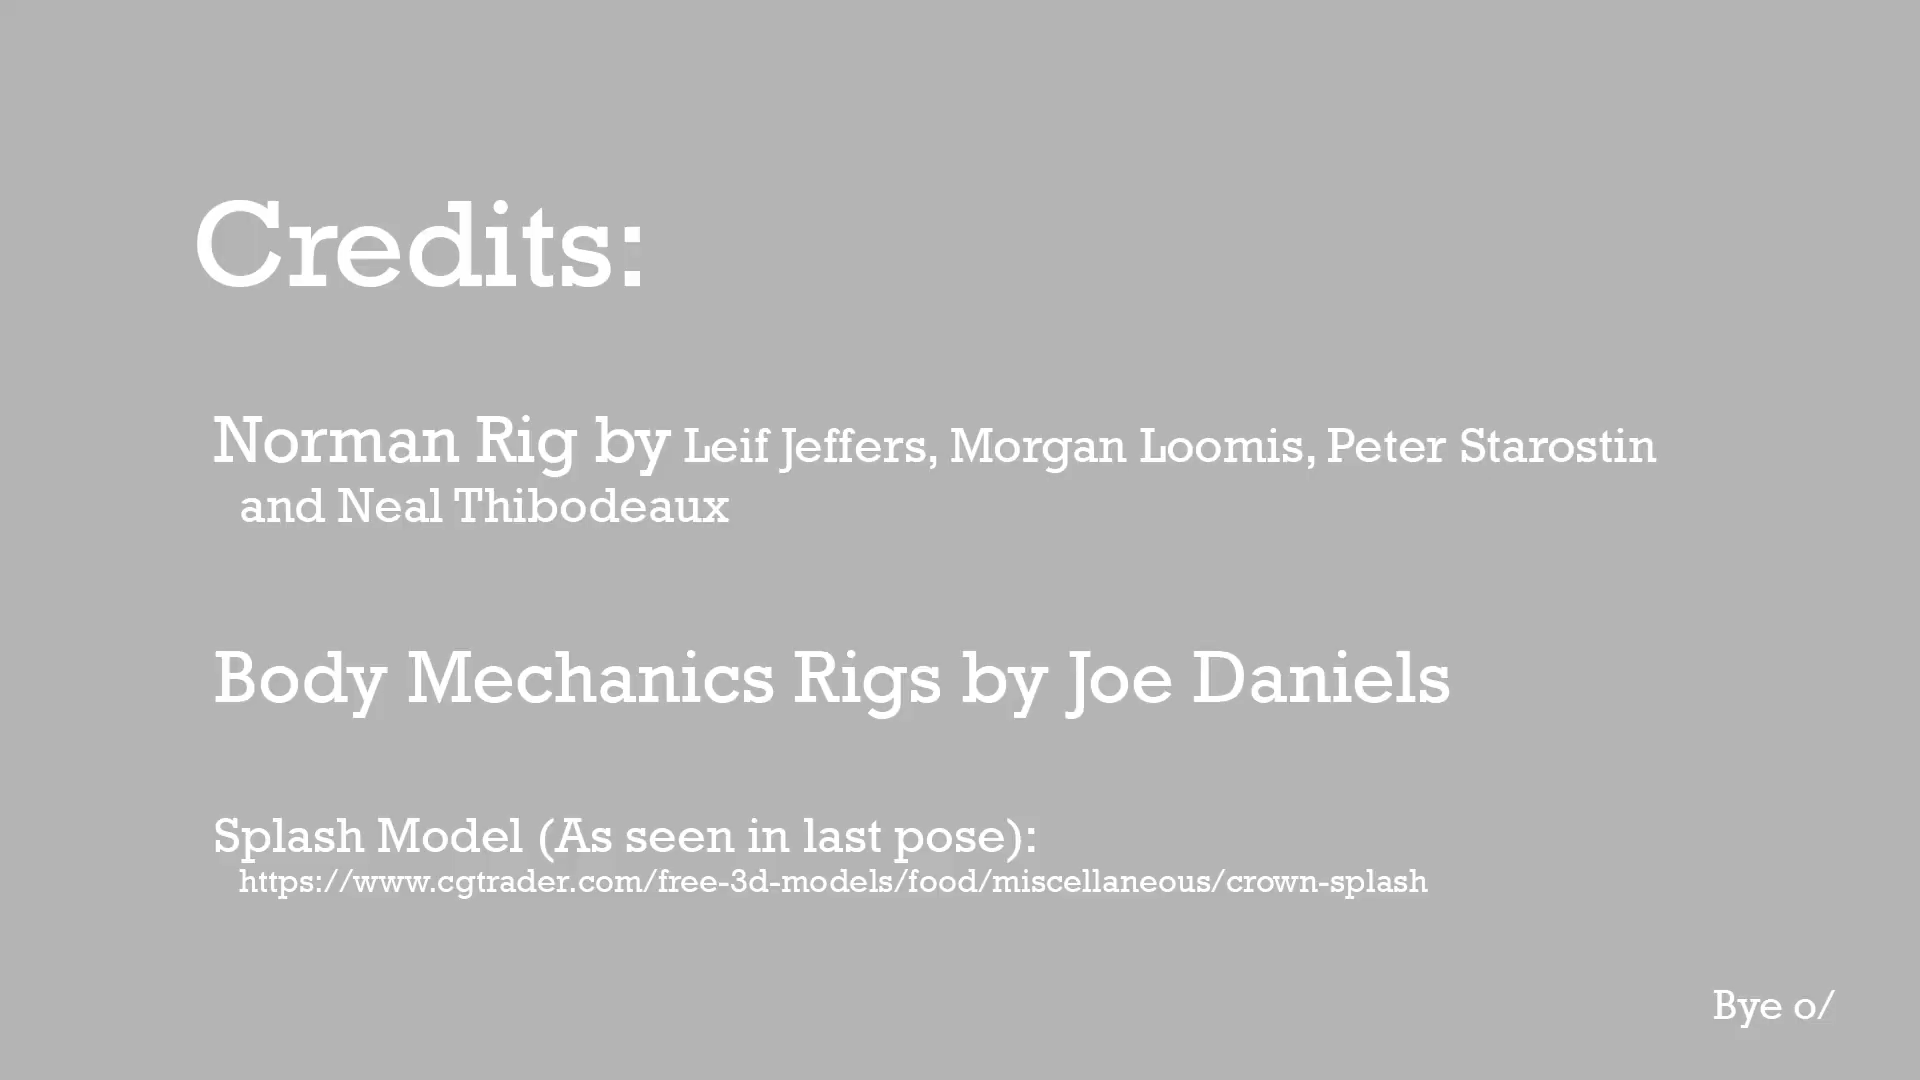 Credits:
Norman Rig by Leif Jeffers, Morgan Loomis, Peter Starostin
and Neal Thibodeaux
Body Mechanics Rigs by Joe Daniels
Splash Model (As seen in last pose):
https://www.cgtrader.com/free-3d-models/food/miscellaneous/crown-splash
Bye o/